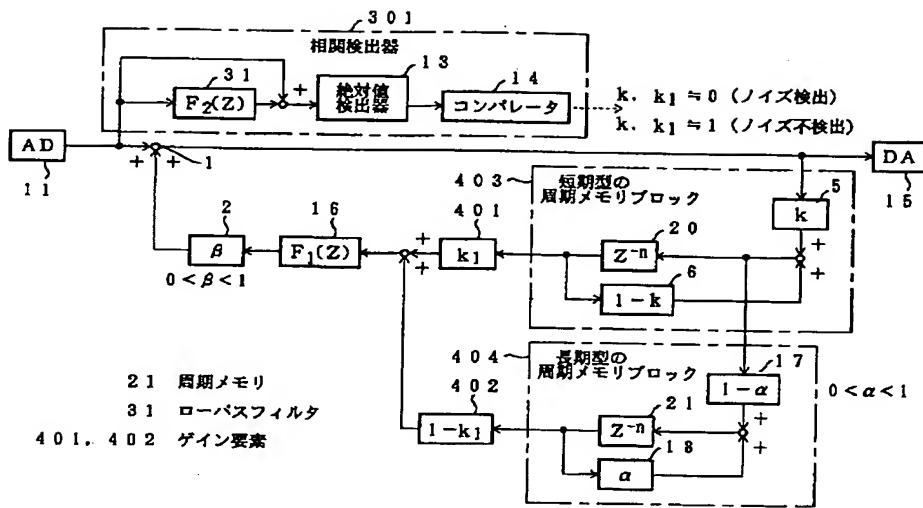 301
相関検出器
31
F₂(Z)
+
13
絶対値
検出器
14
コンパレータ
k, k₁≒0 (ノイズ検出)
k, k₁≒1 (ノイズ不検出)
AD
11
+
+
1
DA
15
403
短期型の
周期メモリブロック
5
k
+
+
401
k₁
20
Z⁻ⁿ
6
1-k
2
β
0<β<1
16
F₁(Z)
+
+
404
長期型の
周期メモリブロック
17
1-α
0<α<1
402
1-k₁
21
Z⁻ⁿ
+
+
18
α
21 周期メモリ
31 ローパスフィルタ
401, 402 ゲイン要素